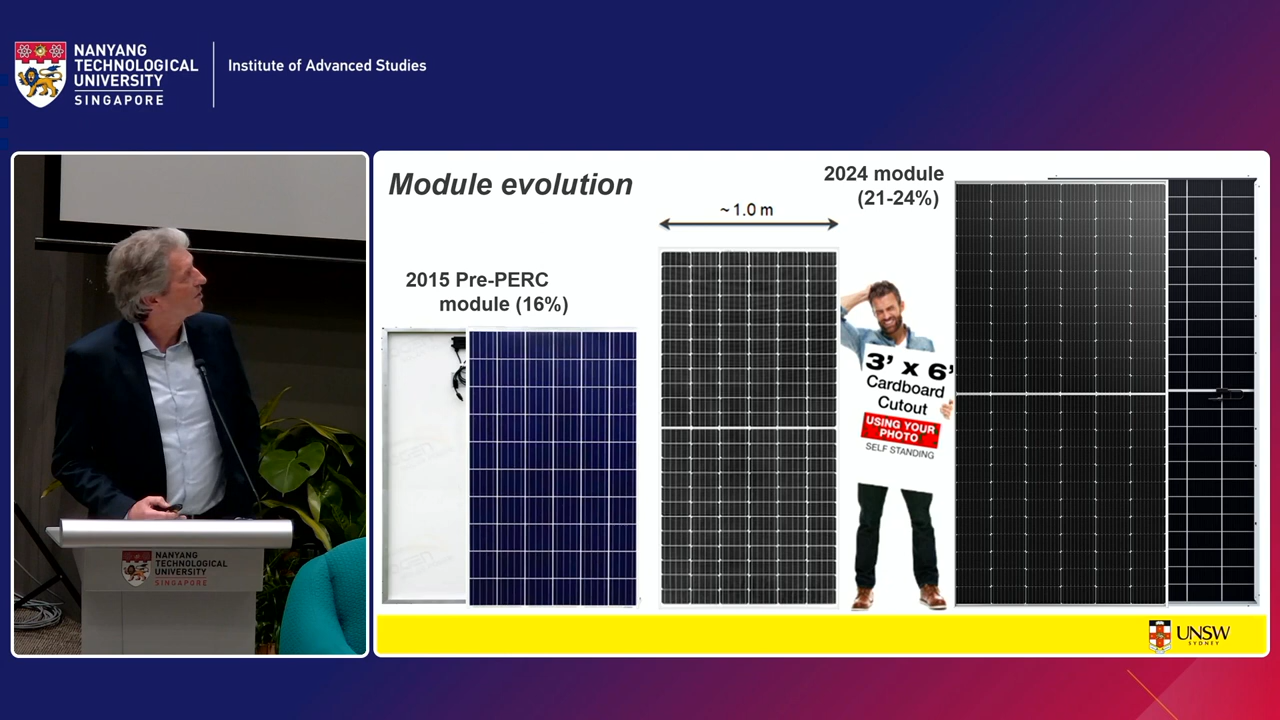 NANYANG
TECHNOLOGICAL
UNIVERSITY
SINGAPORE
Institute of Advanced Studies
Module evolution
2015 Pre-PERC
module (16%)
~ 1.0 m
2024 module
(21-24%)
3' x 6'
Cardboard
Cutout
USING YOUR
PHOTO
SELF STANDING
NANYANG
TECHNOLOGICAL
UNIVERSITY
SINGAPORE
UNSW
SYDNEY